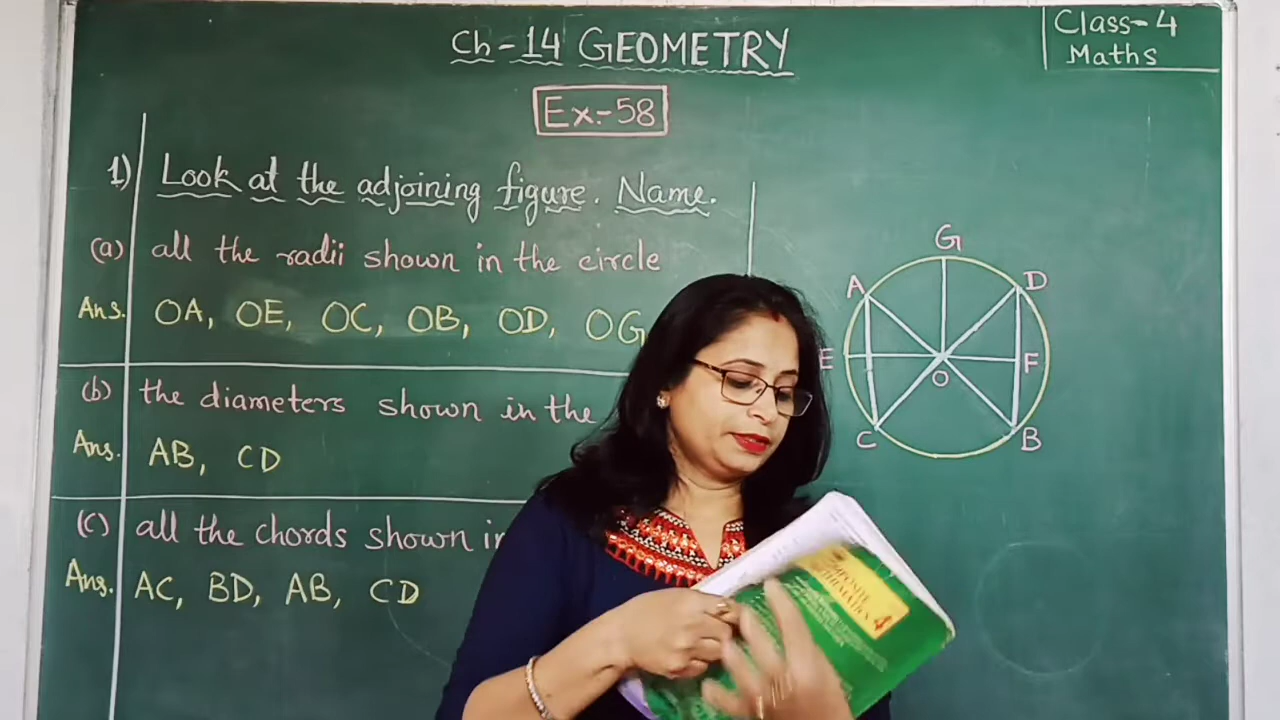 Ch-14 GEOMETRY
Class-4
Maths
Ex.-58
1) Look at the adjoining figure. Name.
(a) all the radii shown in the circle
Ans. OA, OE, OC, OB, OD, OG
(b) the diameters shown in the
Ans. AB, CD
(c) all the chords shown in
Ans. AC, BD, AB, CD
G
A
D
E
F
O
C
B
4